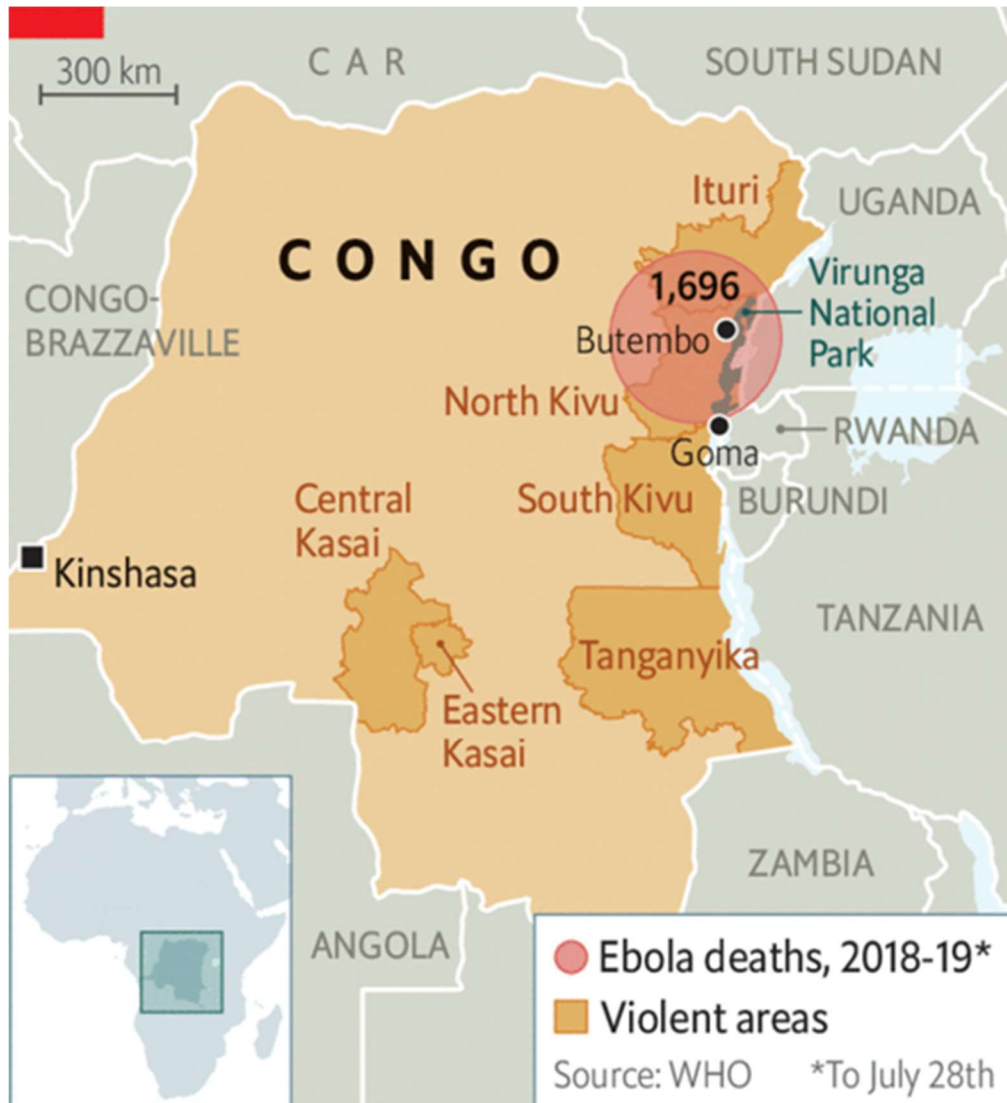 300 km
C A R
SOUTH SUDAN
Ituri
UGANDA
CONGO
1,696
Virunga
National
Park
CONGO-
BRAZZAVILLE
Butembo
North Kivu
RWANDA
Goma
Central
Kasai
South Kivu
BURUNDI
Kinshasa
TANZANIA
Tanganyika
Eastern
Kasai
ZAMBIA
ANGOLA
Ebola deaths, 2018-19*
Violent areas
Source: WHO *To July 28th